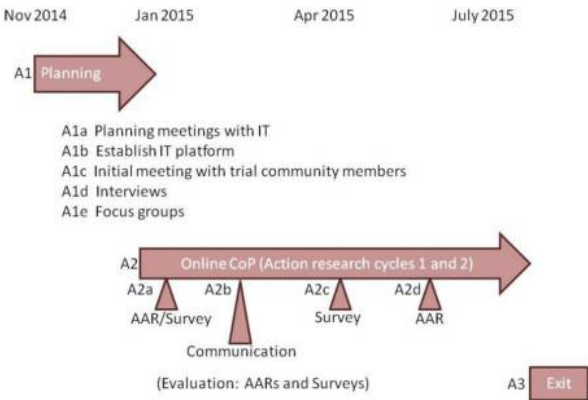 Nov 2014 Jan 2015 Apr 2015 July 2015
A1 Planning
A1a Planning meetings with IT
A1b Establish IT platform
A1c Initial meeting with trial community members
A1d Interviews
A1e Focus groups
A2 Online CoP (Action research cycles 1 and 2)
A2a A2b A2c A2d
AAR/Survey Survey AAR
Communication
(Evaluation: AARs and Surveys) A3 Exit